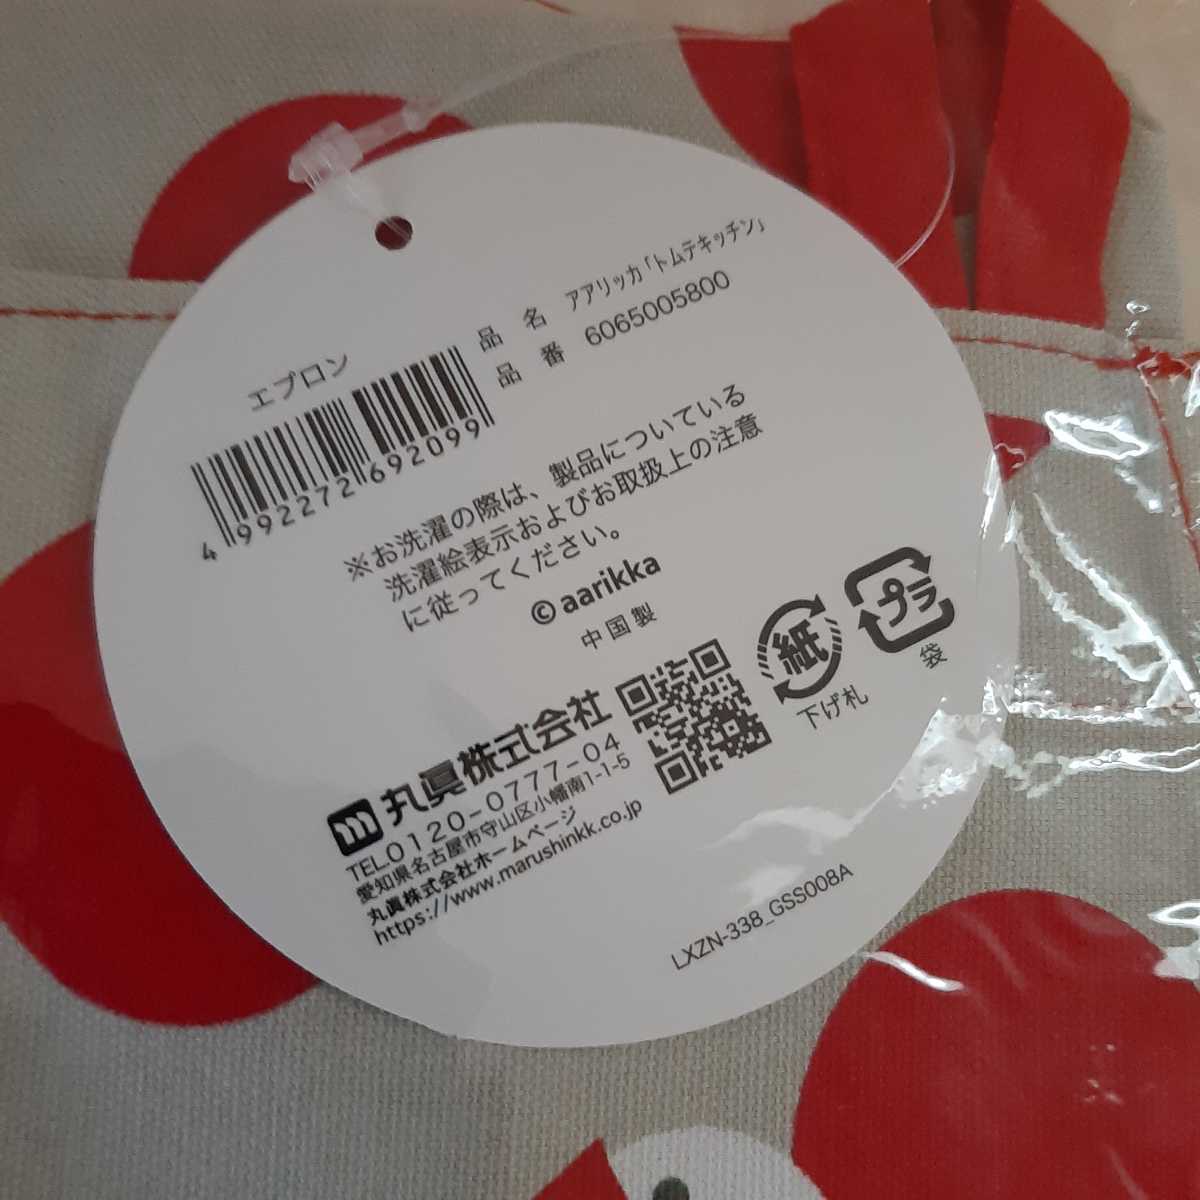 エプロン
4992272692099
品 名 アアリッカ「トムテキッチン」
品 番 6065005800
※お洗濯の際は、製品についている
洗濯絵表示およびお取扱上の注意
に従ってください。
© aarikka
中国製
プラ
袋
紙
下げ札
丸眞株式会社
TEL.0120-0777-04
愛知県名古屋市守山区小幡南1-1-5
丸眞株式会社ホームページ
https://www.marushinkk.co.jp
LXZN-338_GSS008A